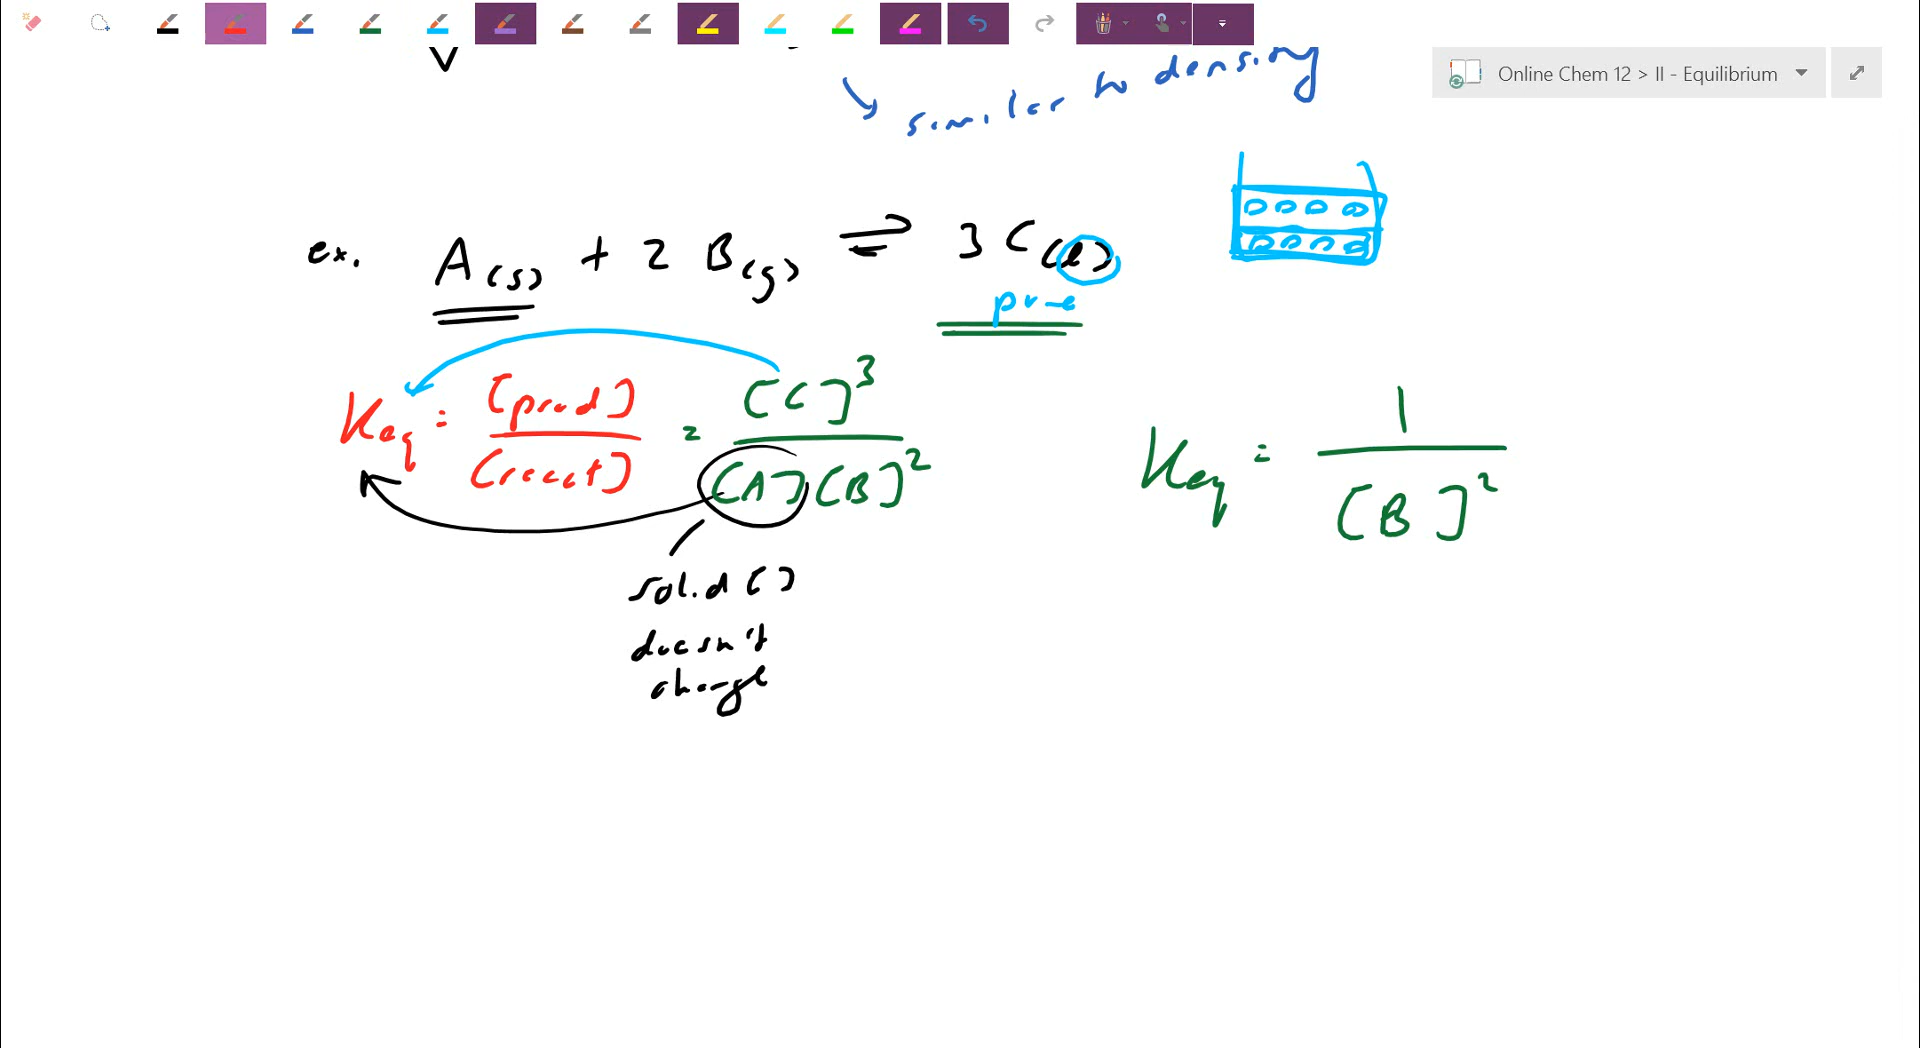 V
Online Chem 12 > II - Equilibrium
similar to density
ex. A(s) + 2 B(g) ⇌ 3 C(l)
pure
Keq = [prod] / [react] = [C]³ / [A][B]²
Keq = 1 / [B]²
solid []
doesn't
change